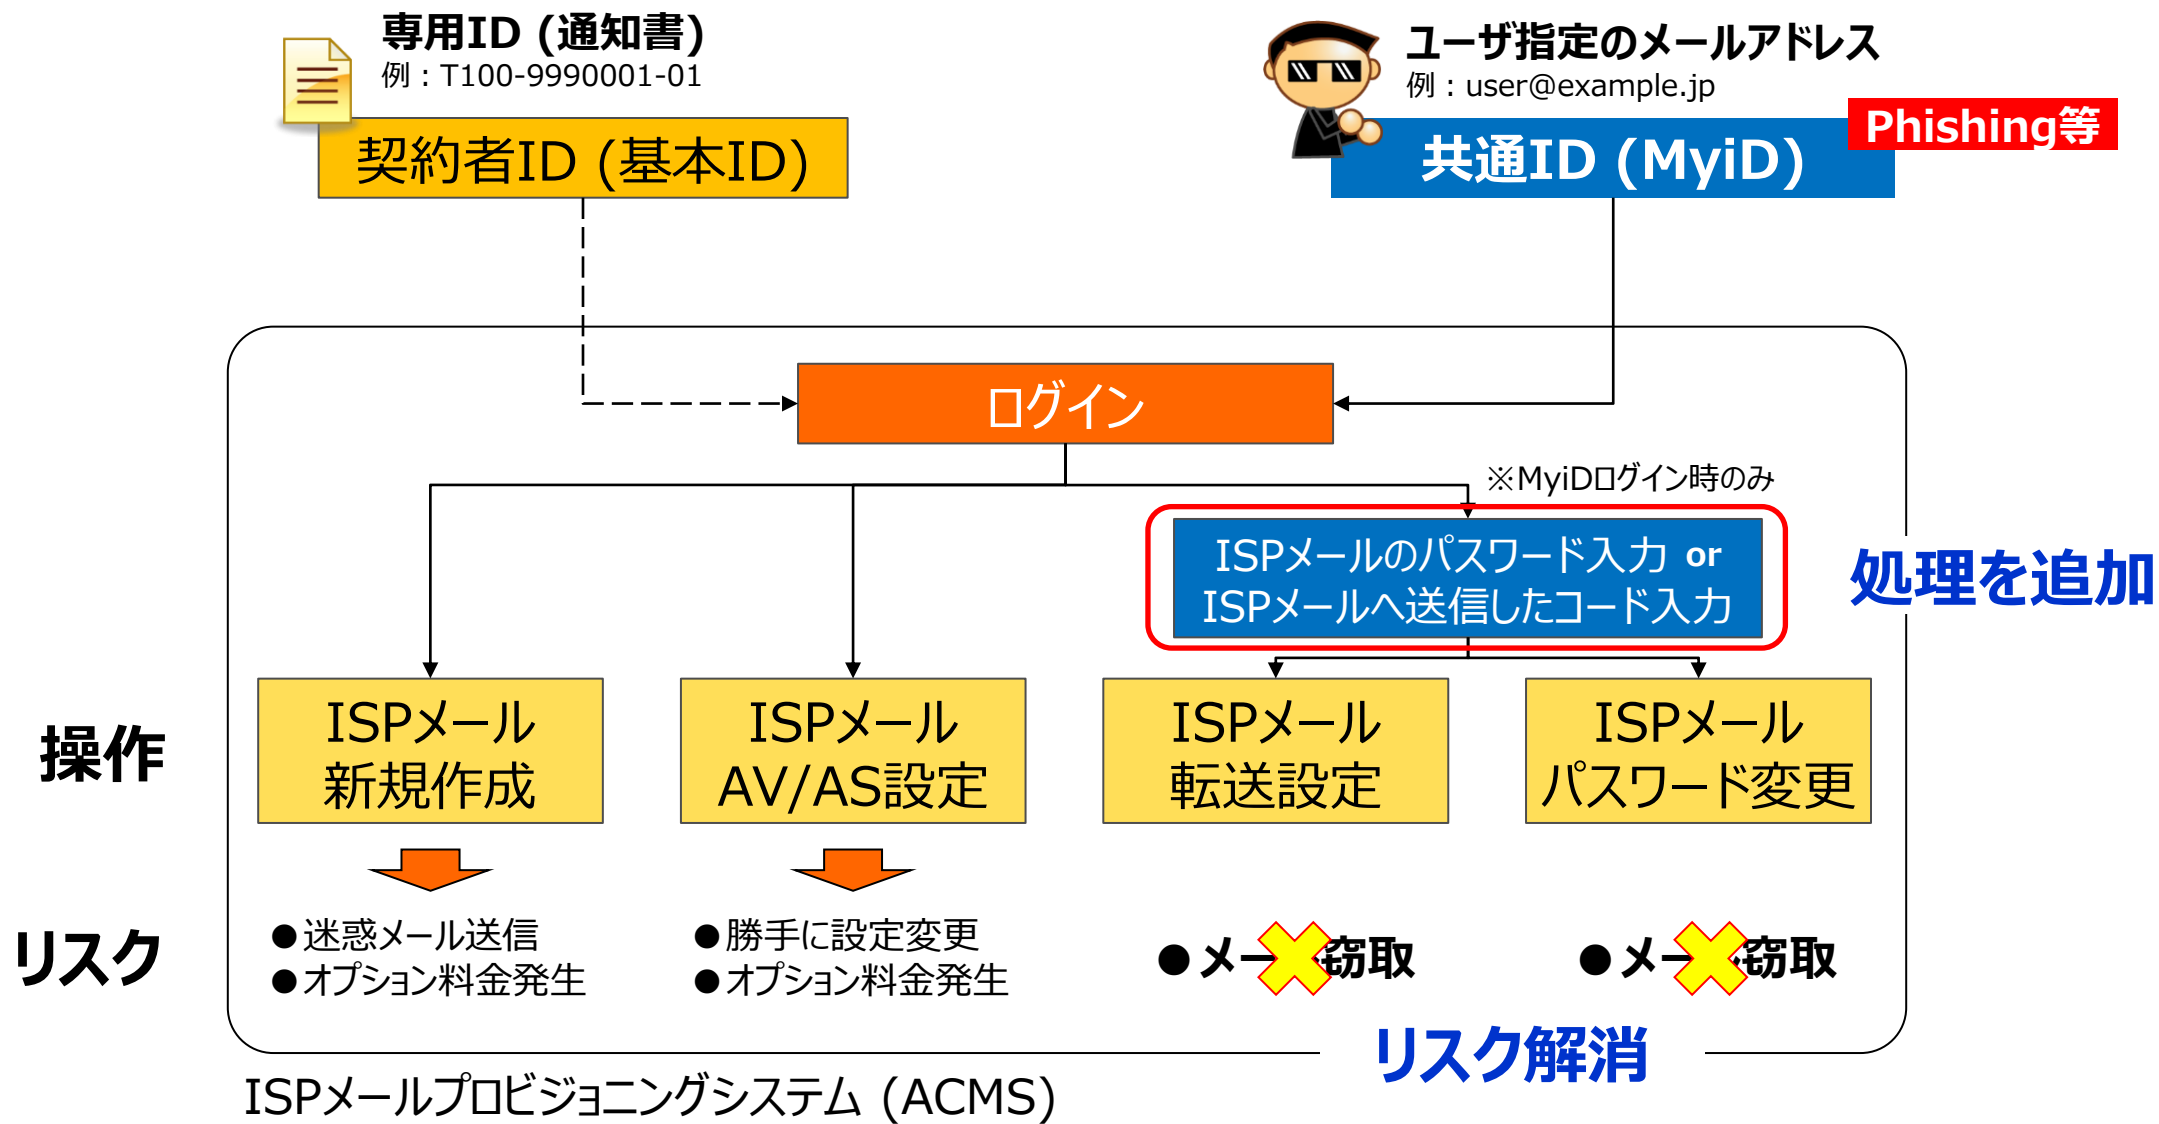 専用ID (通知書)
例：T100-9990001-01
契約者ID (基本ID)
ユーザ指定のメールアドレス
例：user@example.jp
Phishing等
共通ID (MyiD)
ログイン
※MyiDログイン時のみ
ISPメールのパスワード入力 or
ISPメールへ送信したコード入力
処理を追加
操作
ISPメール
新規作成
ISPメール
AV/AS設定
ISPメール
転送設定
ISPメール
パスワード変更
リスク
●迷惑メール送信
●オプション料金発生
●勝手に設定変更
●オプション料金発生
●メール窃取
●メール窃取
リスク解消
ISPメールプロビジョニングシステム (ACMS)